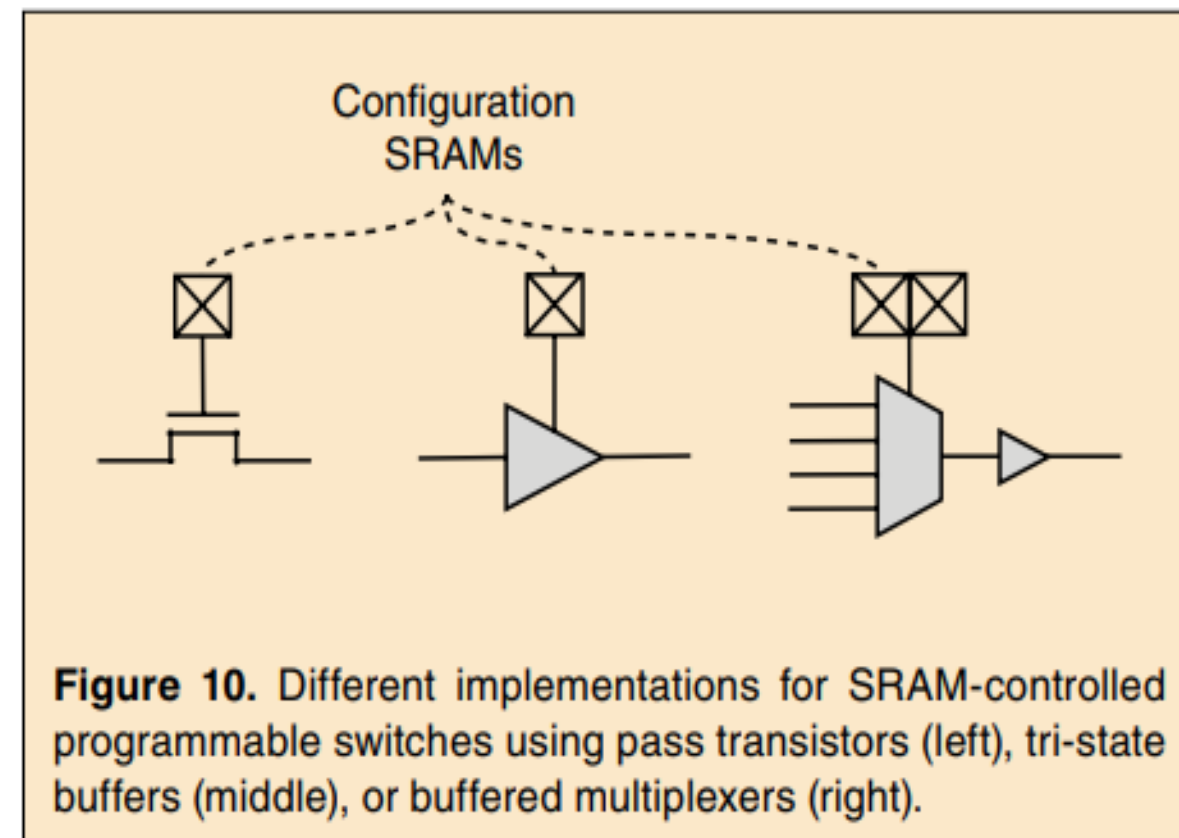 Configuration
SRAMs
Figure 10. Different implementations for SRAM-controlled
programmable switches using pass transistors (left), tri-state
buffers (middle), or buffered multiplexers (right).